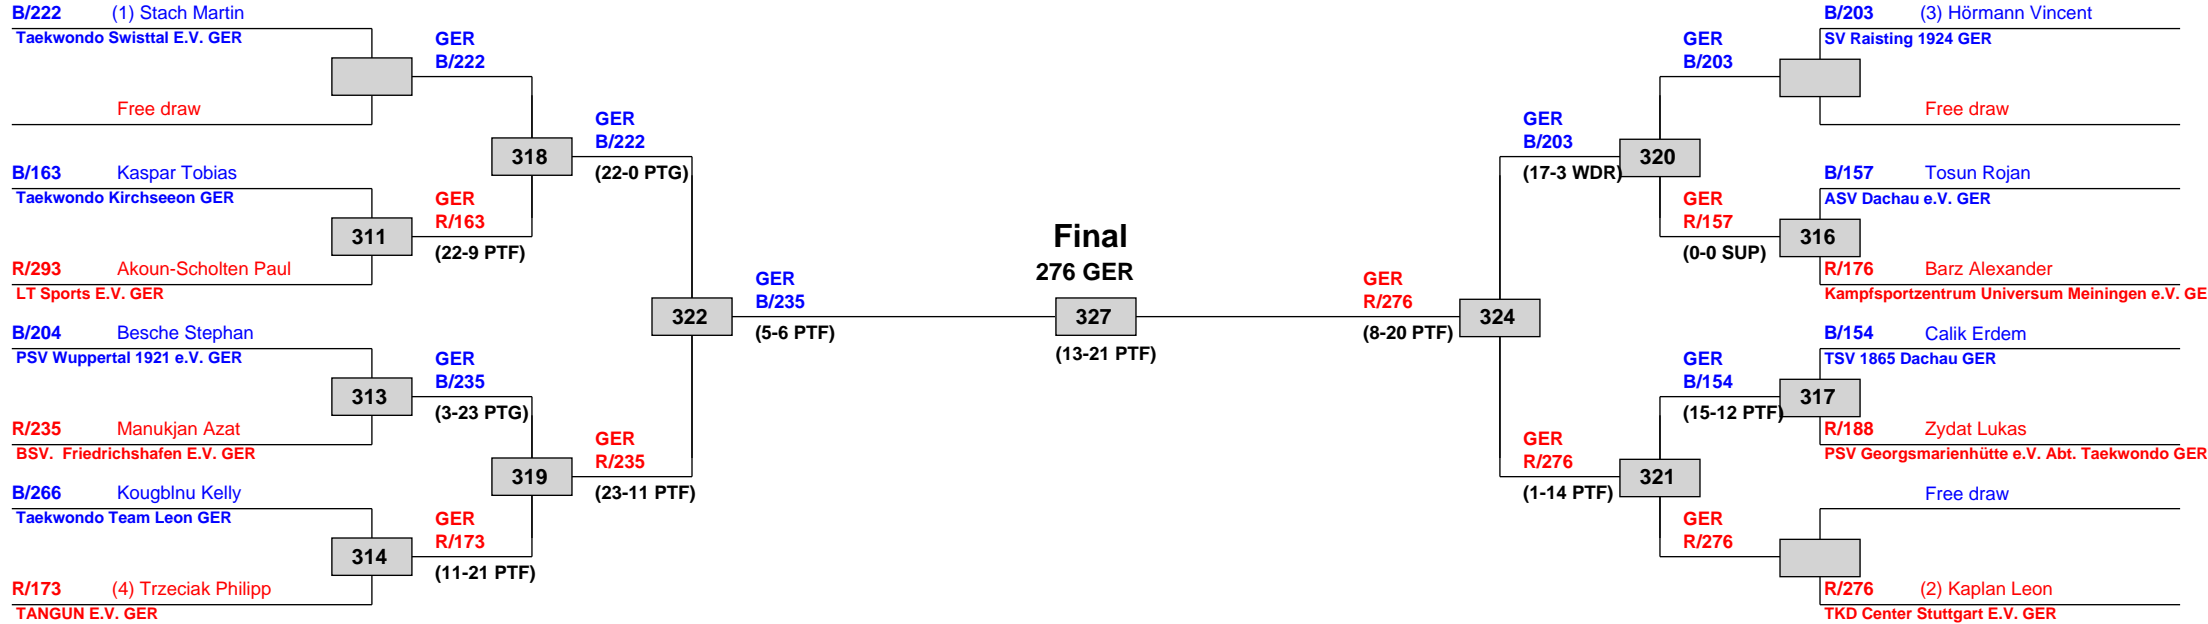 B/222 (1) Stach Martin
Taekwondo Swisttal E.V. GER
Free draw
B/163 Kaspar Tobias
Taekwondo Kirchseeon GER
R/293 Akoun-Scholten Paul
LT Sports E.V. GER
B/204 Besche Stephan
PSV Wuppertal 1921 e.V. GER
R/235 Manukjan Azat
BSV. Friedrichshafen E.V. GER
B/266 Kougblnu Kelly
Taekwondo Team Leon GER
R/173 (4) Trzeciak Philipp
TANGUN E.V. GER
311
313
314
GER
B/222
GER
R/163
(22-9 PTF)
GER
B/235
(3-23 PTG)
GER
R/173
(11-21 PTF)
318
319
GER
B/222
(22-0 PTG)
GER
R/235
(23-11 PTF)
322
GER
B/235
(5-6 PTF)
Final
276 GER
327
(13-21 PTF)
GER
R/276
(8-20 PTF)
324
GER
B/203
(17-3 WDR)
GER
R/276
(1-14 PTF)
320
321
GER
B/203
GER
R/157
(0-0 SUP)
GER
B/154
(15-12 PTF)
GER
R/276
316
317
B/203 (3) Hörmann Vincent
SV Raisting 1924 GER
Free draw
B/157 Tosun Rojan
ASV Dachau e.V. GER
R/176 Barz Alexander
Kampfsportzentrum Universum Meiningen e.V. GE
B/154 Calik Erdem
TSV 1865 Dachau GER
R/188 Zydat Lukas
PSV Georgsmarienhütte e.V. Abt. Taekwondo GER
Free draw
R/276 (2) Kaplan Leon
TKD Center Stuttgart E.V. GER